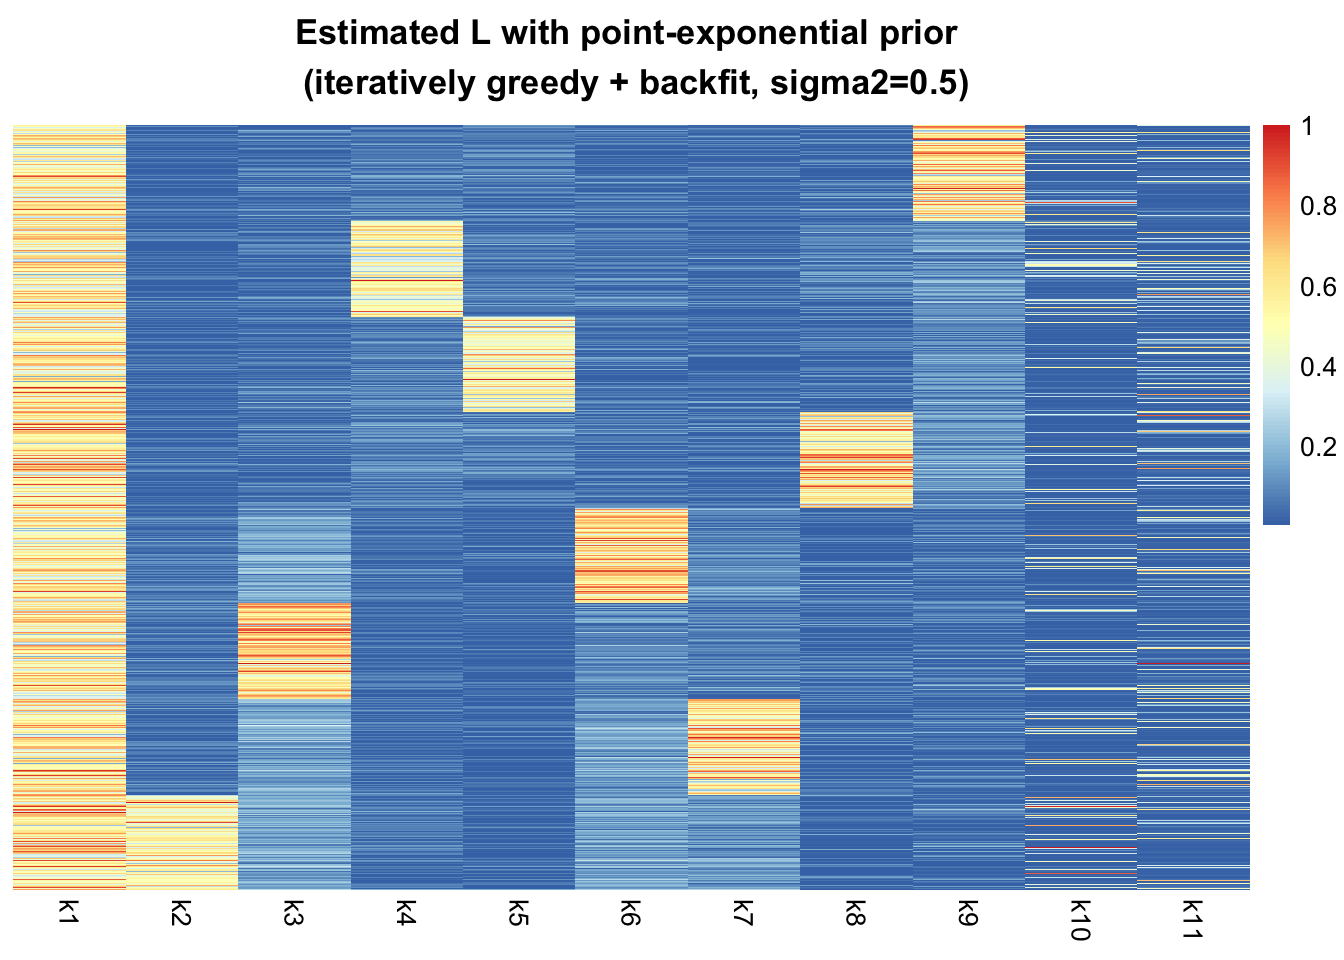 Estimated L with point-exponential prior
(iteratively greedy + backfit, sigma2=0.5)
1
0.8
0.6
0.4
0.2
k1
k2
k3
k4
k5
k6
k7
k8
k9
k10
k11